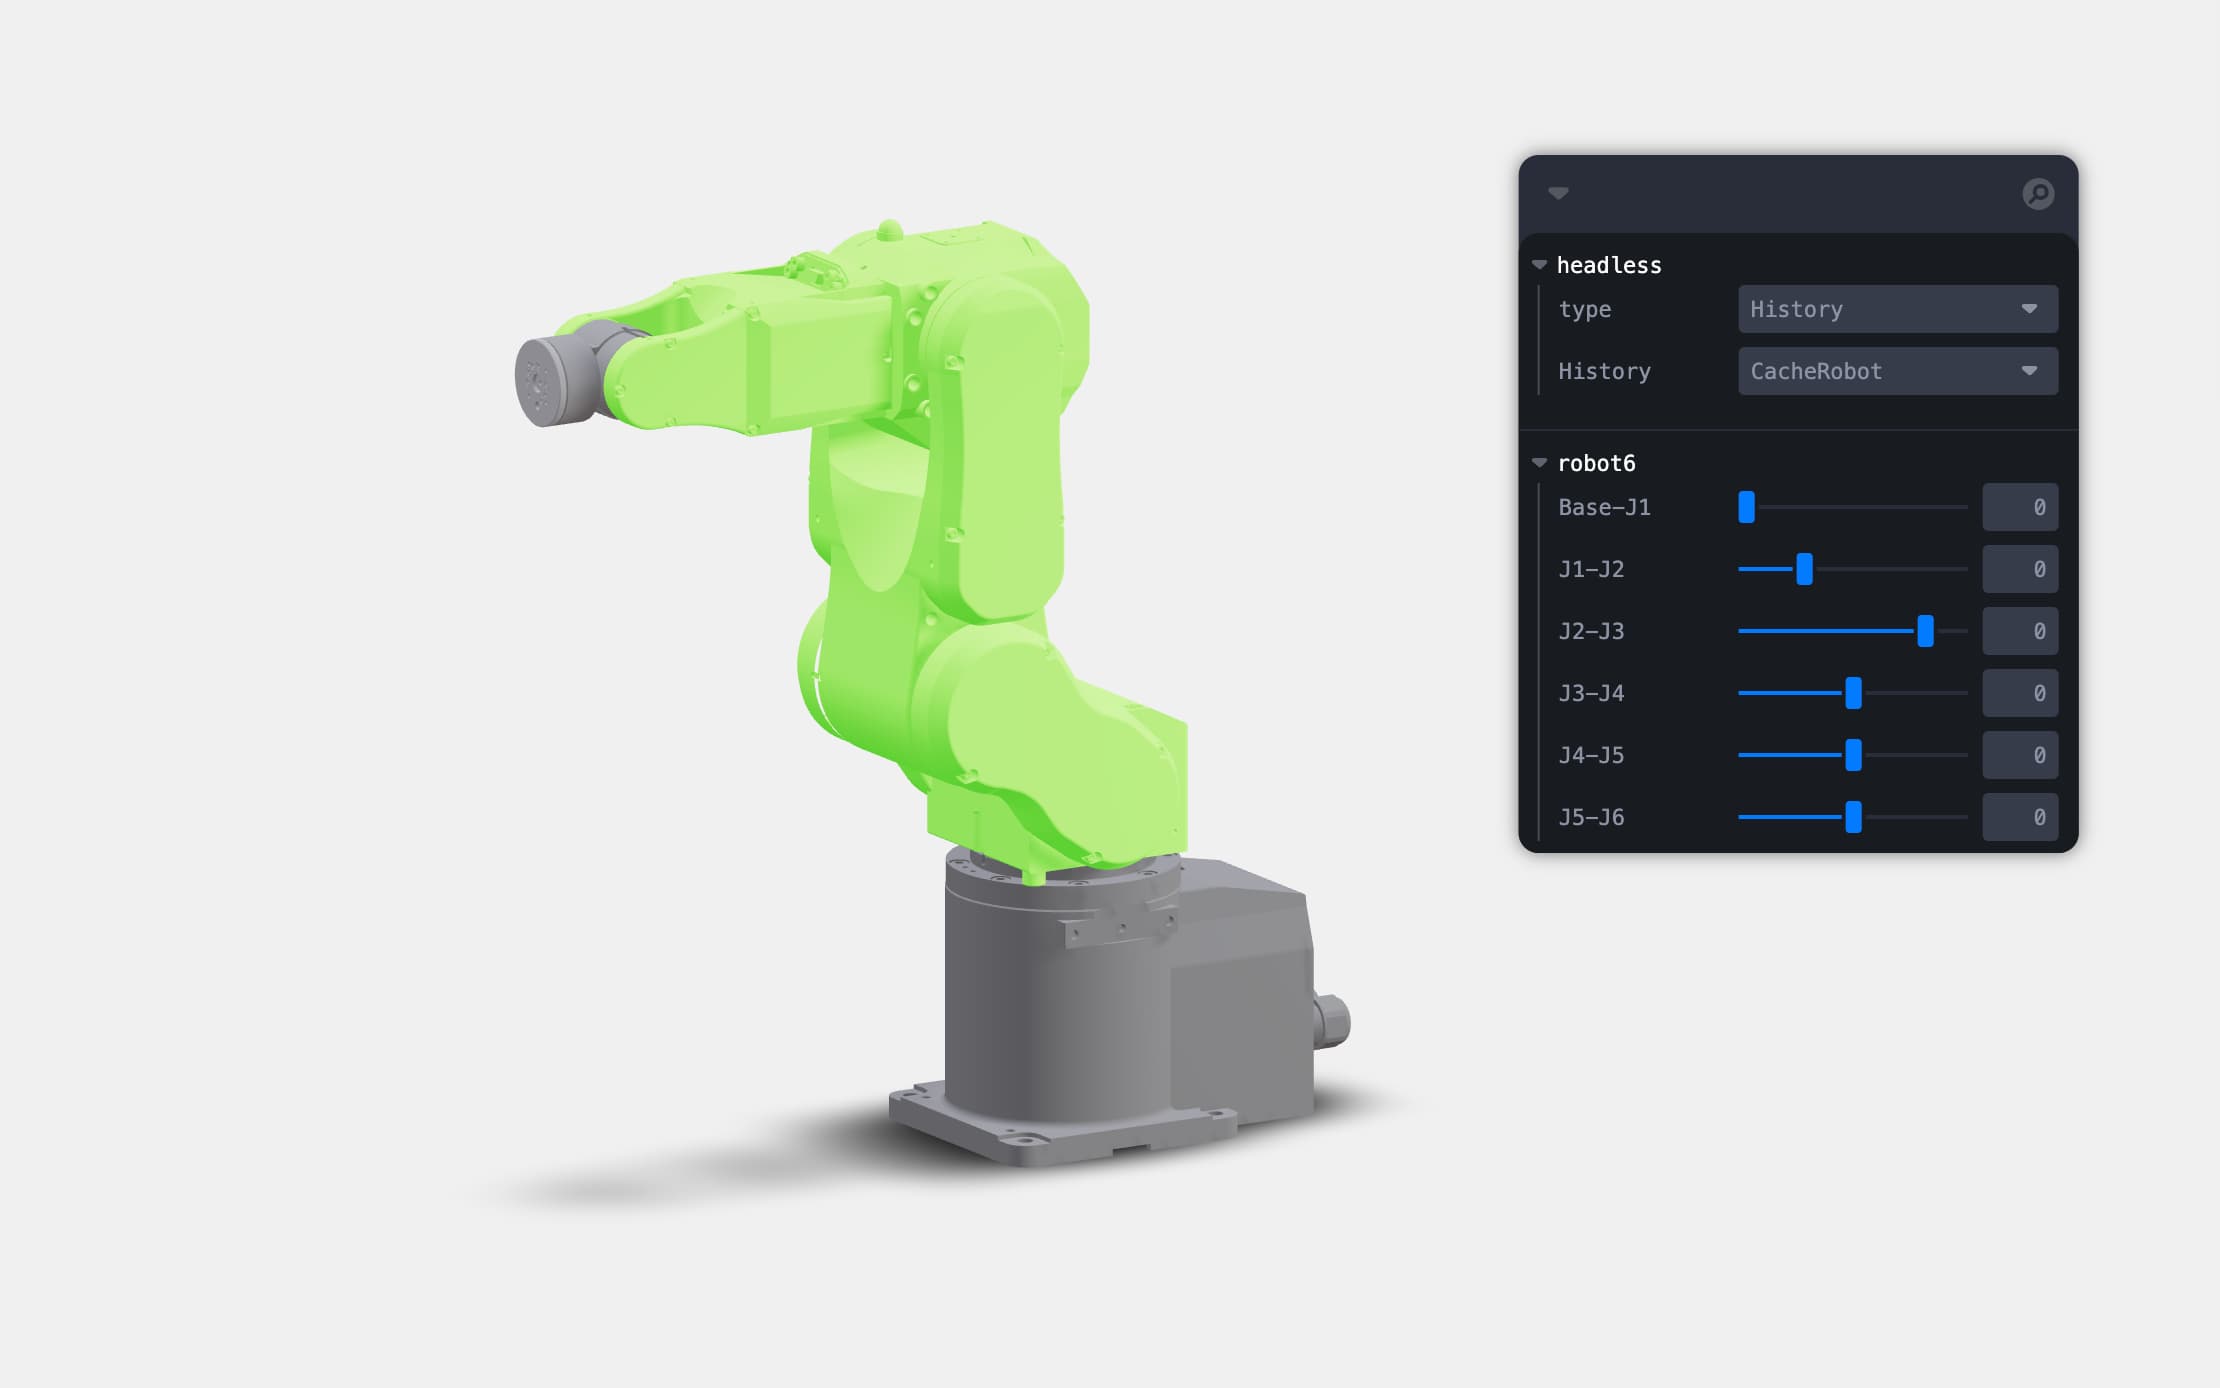 headless
type History
History CacheRobot
robot6
Base–J1 0
J1–J2 0
J2–J3 0
J3–J4 0
J4–J5 0
J5–J6 0